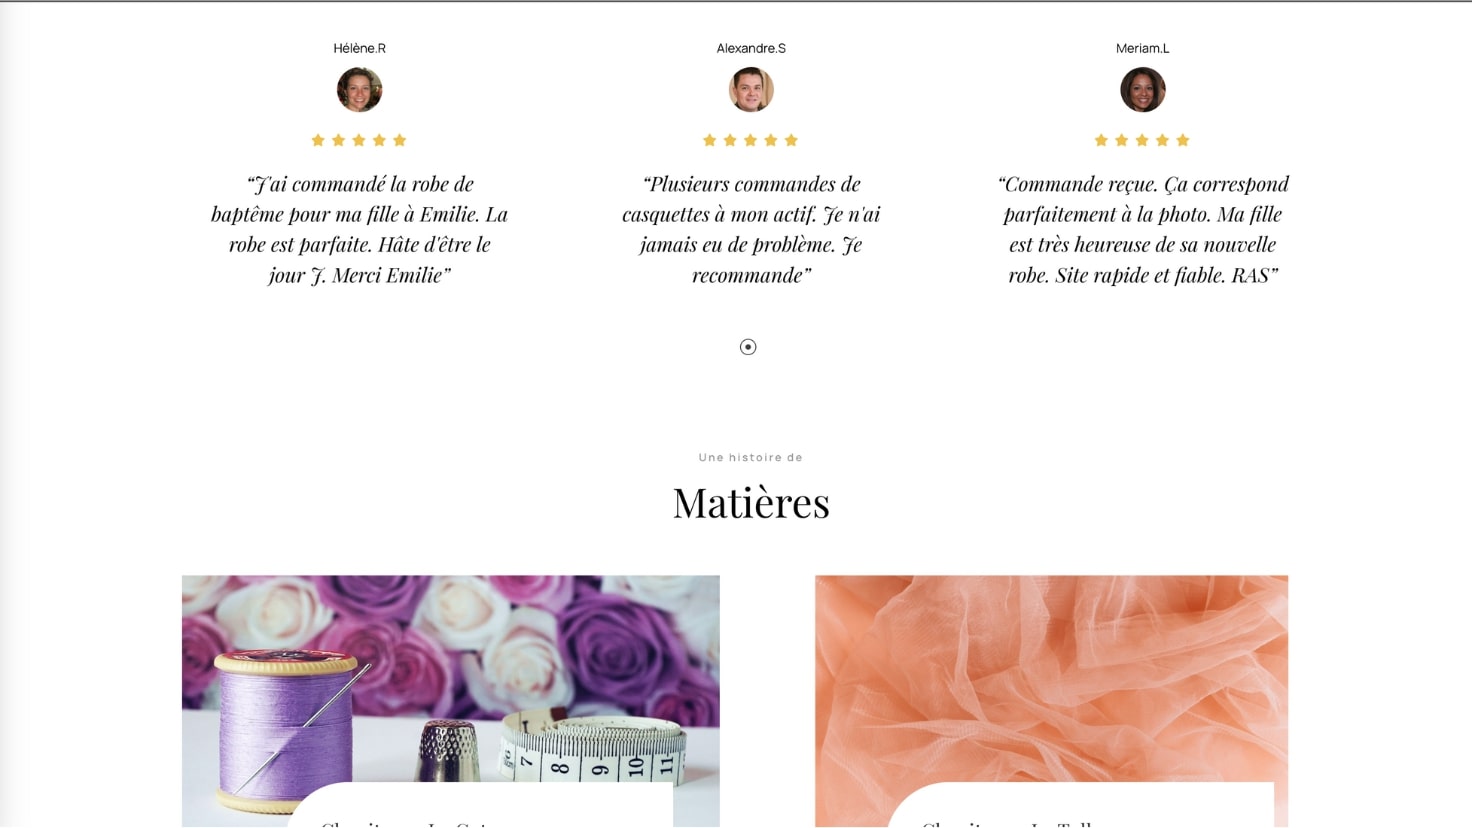 Hélène.R
Alexandre.S
Meriam.L
“J'ai commandé la robe de
baptême pour ma fille à Emilie. La
robe est parfaite. Hâte d'être le
jour J. Merci Emilie”
“Plusieurs commandes de
casquettes à mon actif. Je n'ai
jamais eu de problème. Je
recommande”
“Commande reçue. Ça correspond
parfaitement à la photo. Ma fille
est très heureuse de sa nouvelle
robe. Site rapide et fiable. RAS”
Une histoire de
Matières
7 8 9 10 11